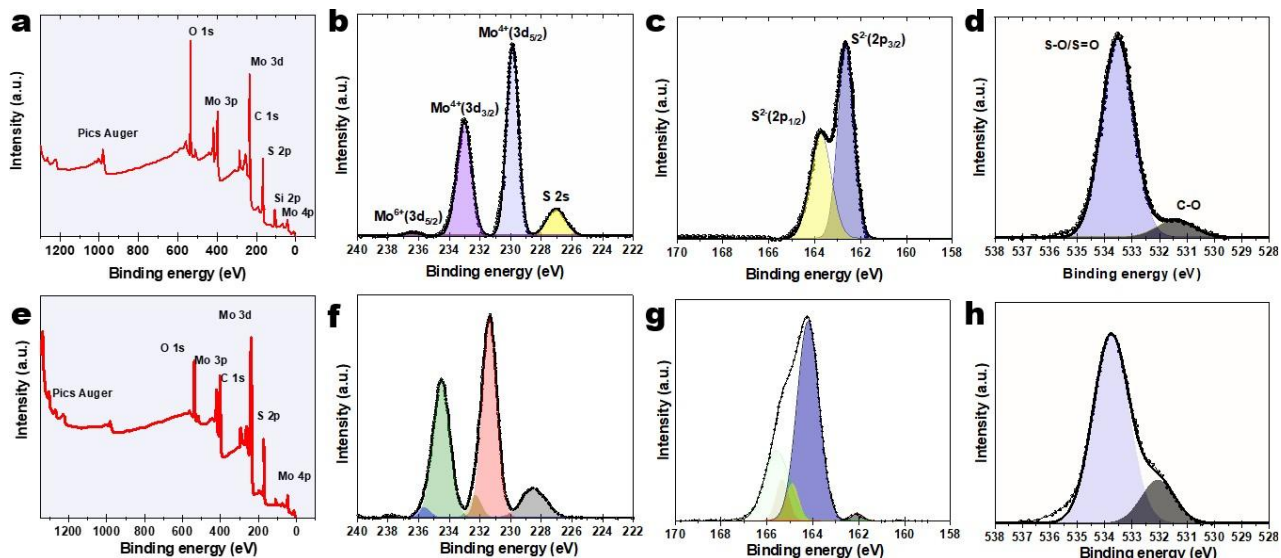 a
O 1s
Mo 3d
Mo 3p
C 1s
Pics Auger
S 2p
Si 2p
Mo 4p
Intensity (a.u.)
1200 1000 800 600 400 200 0
Binding energy (eV)
b
Mo4+(3d5/2)
Mo4+(3d3/2)
Mo6+(3d5/2)
S 2s
Intensity (a.u.)
240 238 236 234 232 230 228 226 224 222
Binding energy (eV)
c
S2-(2p3/2)
S2-(2p1/2)
Intensity (a.u.)
170 168 166 164 162 160 158
Binding energy (eV)
d
S-O/S=O
C-O
Intensity (a.u.)
538 537 536 535 534 533 532 531 530 529 528
Binding energy (eV)
e
Mo 3d
O 1s
Mo 3p
C 1s
Pics Auger
S 2p
Mo 4p
Intensity (a.u.)
1200 1000 800 600 400 200 0
Binding energy (eV)
f
Intensity (a.u.)
240 238 236 234 232 230 228 226 224 222
Binding energy (eV)
g
Intensity (a.u.)
170 168 166 164 162 160 158
Binding energy (eV)
h
Intensity (a.u.)
538 537 536 535 534 533 532 531 530 529 528
Binding energy (eV)